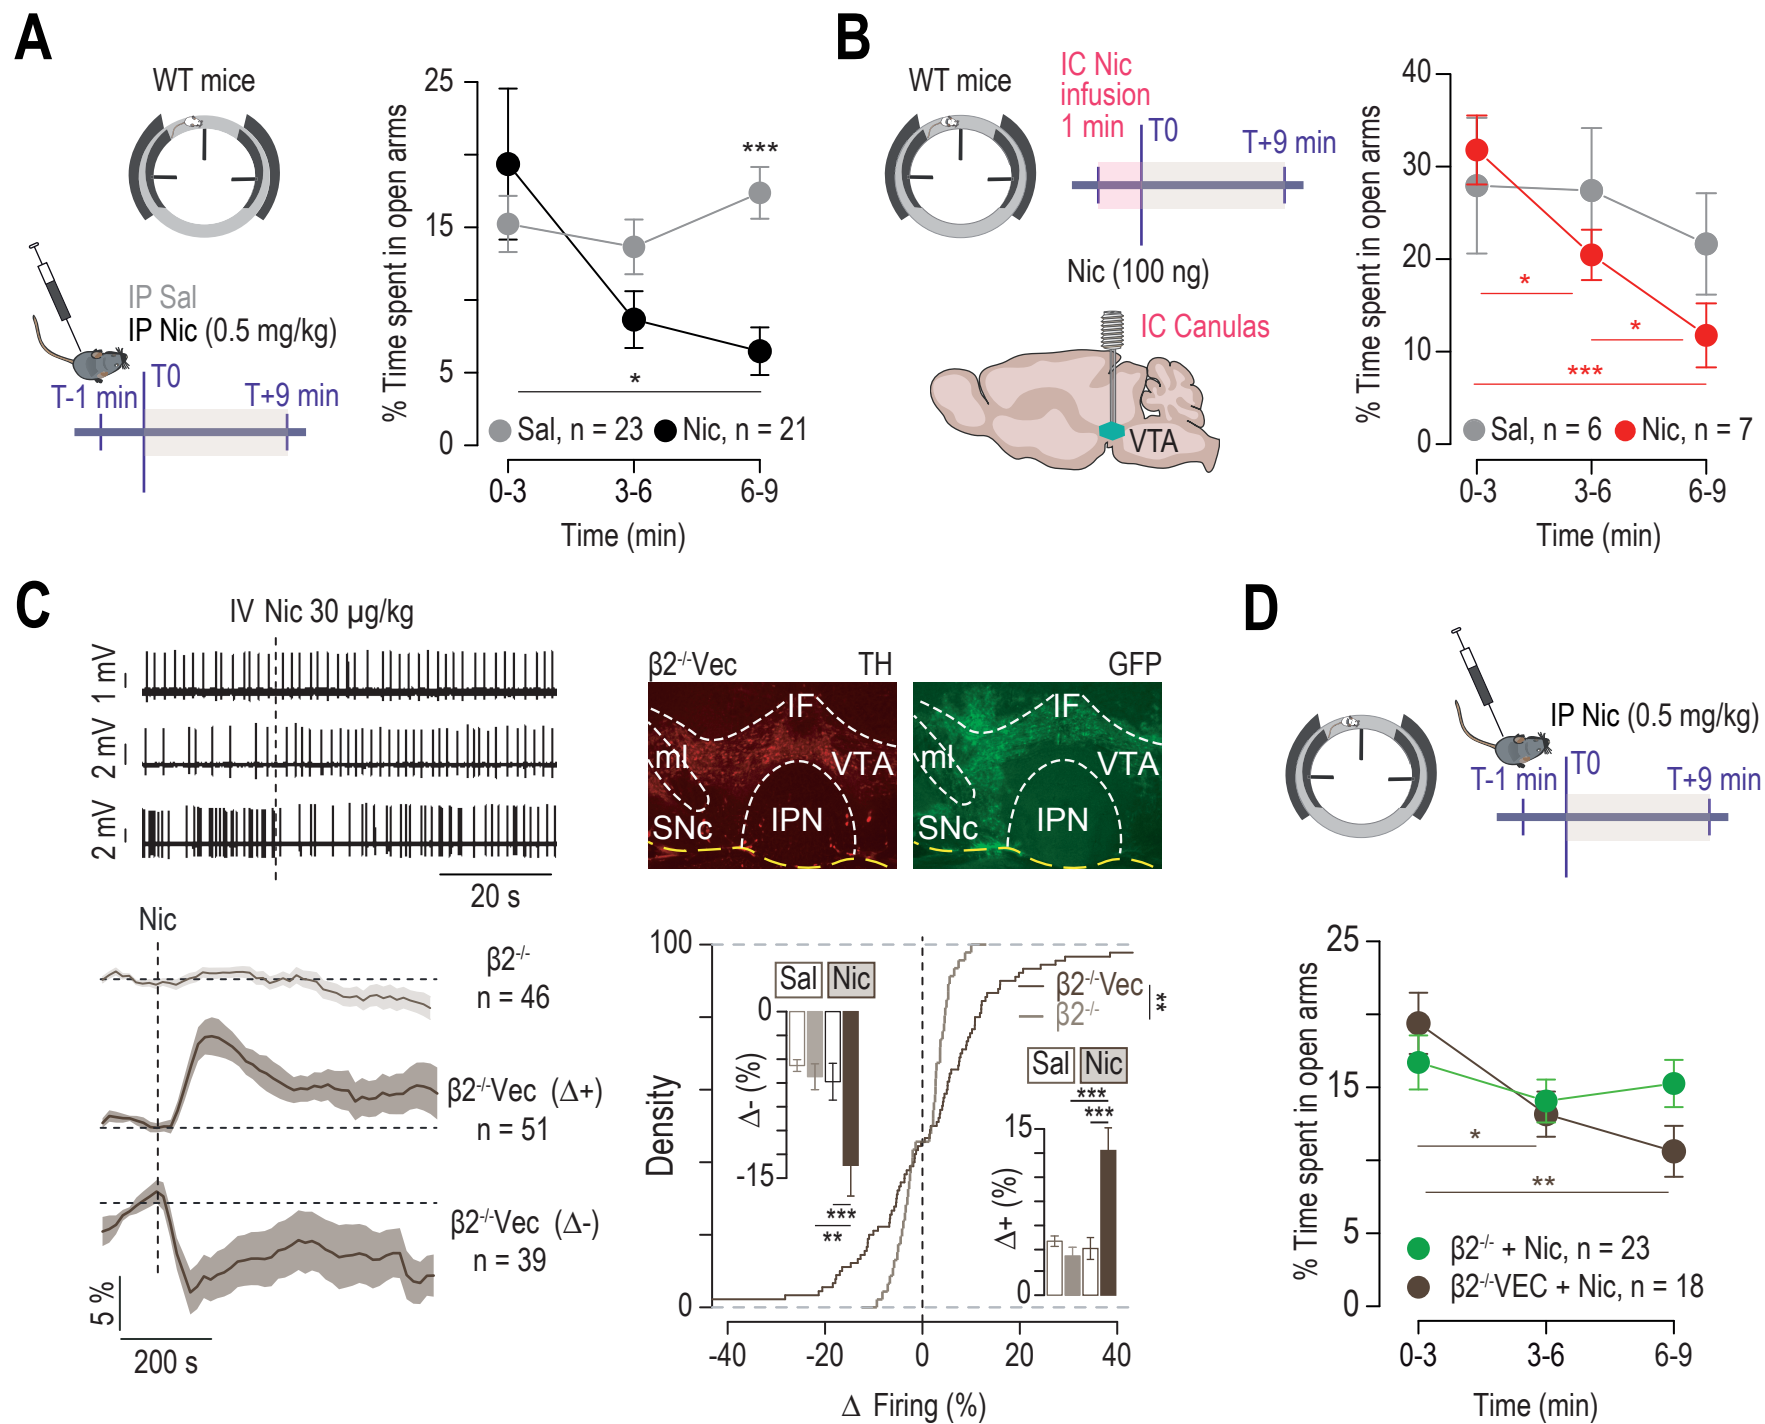 A
WT mice
IP Sal
IP Nic (0.5 mg/kg)
T0
T-1 min
T+9 min
% Time spent in open arms
25
15
5
0
***
*
Sal, n = 23
Nic, n = 21
0-3
3-6
6-9
Time (min)
B
WT mice
IC Nic
infusion
1 min
T0
T+9 min
Nic (100 ng)
IC Canulas
VTA
% Time spent in open arms
40
30
20
10
0
*
*
***
Sal, n = 6
Nic, n = 7
0-3
3-6
6-9
Time (min)
C
IV Nic 30 µg/kg
1 mV
2 mV
2 mV
20 s
Nic
β2-/-
n = 46
β2-/-Vec (Δ+)
n = 51
β2-/-Vec (Δ-)
n = 39
5 %
200 s
β2-/-Vec
TH
GFP
IF
ml
VTA
SNc
IPN
IF
ml
VTA
SNc
IPN
Density
100
0
Sal
Nic
0
-15
Δ- (%)
***
**
β2-/-Vec
β2-/-
**
Sal
Nic
***
***
15
0
Δ+ (%)
-40
-20
0
20
40
Δ Firing (%)
D
IP Nic (0.5 mg/kg)
T0
T-1 min
T+9 min
% Time spent in open arms
25
15
5
0
*
**
β2-/- + Nic, n = 23
β2-/-VEC + Nic, n = 18
0-3
3-6
6-9
Time (min)